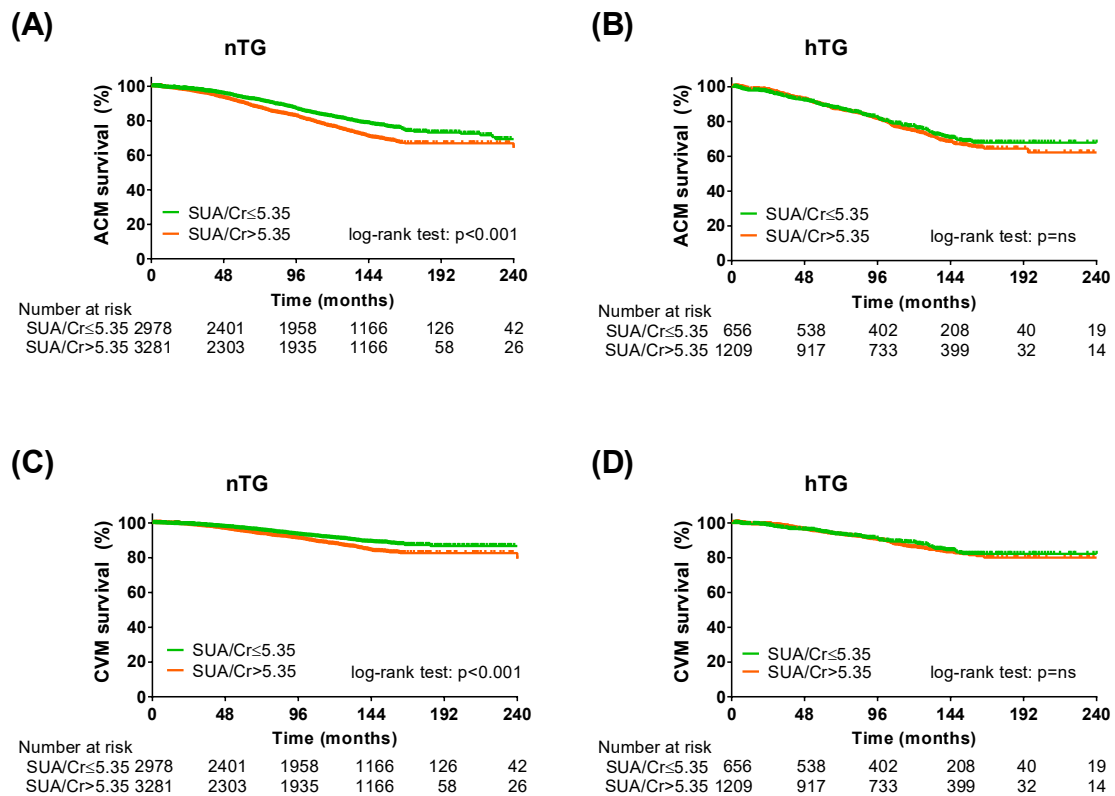 (A)
nTG
ACM survival (%)
100
80
60
40
20
0
SUA/Cr≤5.35
SUA/Cr>5.35
log-rank test: p<0.001
0 48 96 144 192 240
Time (months)
Number at risk
SUA/Cr≤5.35 2978 2401 1958 1166 126 42
SUA/Cr>5.35 3281 2303 1935 1166 58 26
(B)
hTG
ACM survival (%)
100
80
60
40
20
0
SUA/Cr≤5.35
SUA/Cr>5.35
log-rank test: p=ns
0 48 96 144 192 240
Time (months)
Number at risk
SUA/Cr≤5.35 656 538 402 208 40 19
SUA/Cr>5.35 1209 917 733 399 32 14
(C)
nTG
CVM survival (%)
100
80
60
40
20
0
SUA/Cr≤5.35
SUA/Cr>5.35
log-rank test: p<0.001
0 48 96 144 192 240
Time (months)
Number at risk
SUA/Cr≤5.35 2978 2401 1958 1166 126 42
SUA/Cr>5.35 3281 2303 1935 1166 58 26
(D)
hTG
CVM survival (%)
100
80
60
40
20
0
SUA/Cr≤5.35
SUA/Cr>5.35
log-rank test: p=ns
0 48 96 144 192 240
Time (months)
Number at risk
SUA/Cr≤5.35 656 538 402 208 40 19
SUA/Cr>5.35 1209 917 733 399 32 14